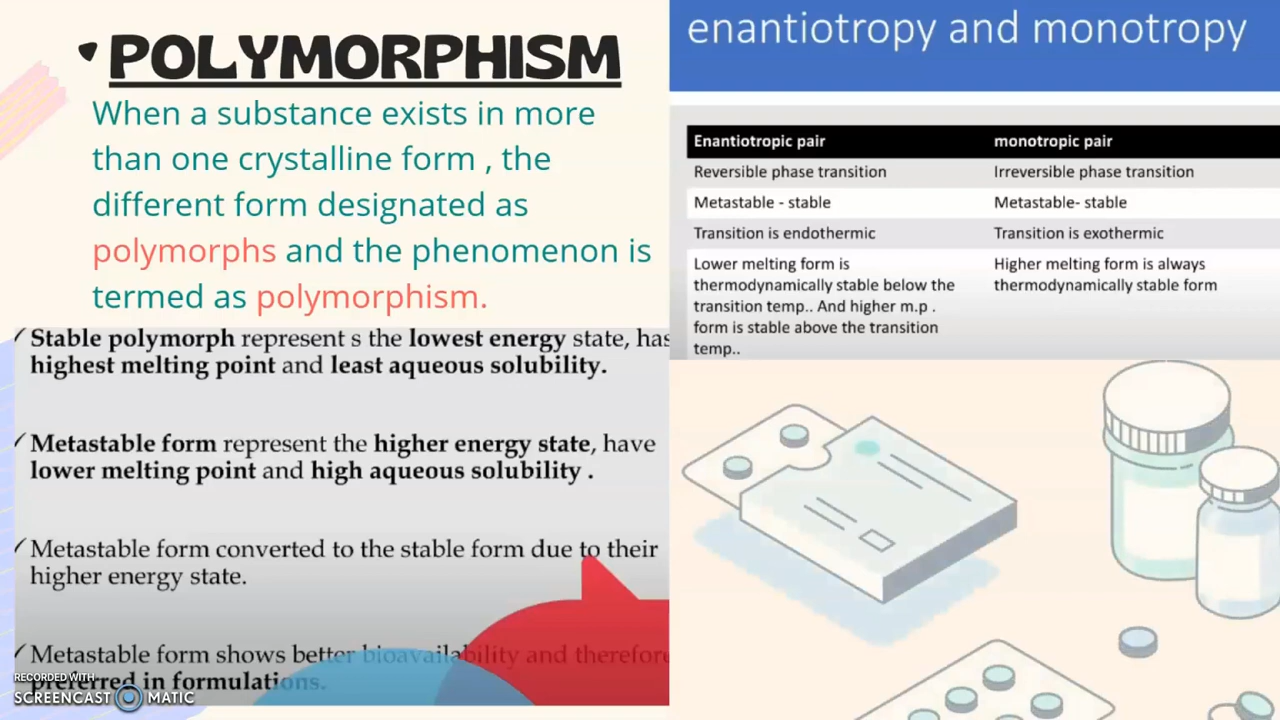 POLYMORPHISM
When a substance exists in more
than one crystalline form , the
different form designated as
polymorphs and the phenomenon is
termed as polymorphism.
✓ Stable polymorph represent s the lowest energy state, has
highest melting point and least aqueous solubility.
✓ Metastable form represent the higher energy state, have
lower melting point and high aqueous solubility .
✓ Metastable form converted to the stable form due to their
higher energy state.
✓ Metastable form shows better bioavailability and therefore
preferred in formulations.
RECORDED WITH
SCREENCAST MATIC
enantiotropy and monotropy
Enantiotropic pair monotropic pair
Reversible phase transition Irreversible phase transition
Metastable - stable Metastable- stable
Transition is endothermic Transition is exothermic
Lower melting form is Higher melting form is always
thermodynamically stable below the thermodynamically stable form
transition temp.. And higher m.p .
form is stable above the transition
temp..